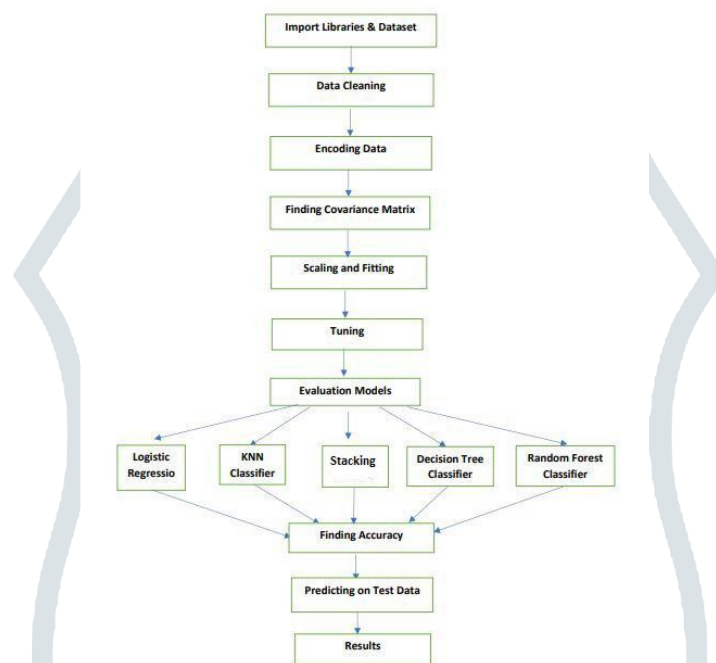 Import Libraries & Dataset
Data Cleaning
Encoding Data
Finding Covariance Matrix
Scaling and Fitting
Tuning
Evaluation Models
Logistic
Regressio
KNN
Classifier
Stacking
Decision Tree
Classifier
Random Forest
Classifier
Finding Accuracy
Predicting on Test Data
Results